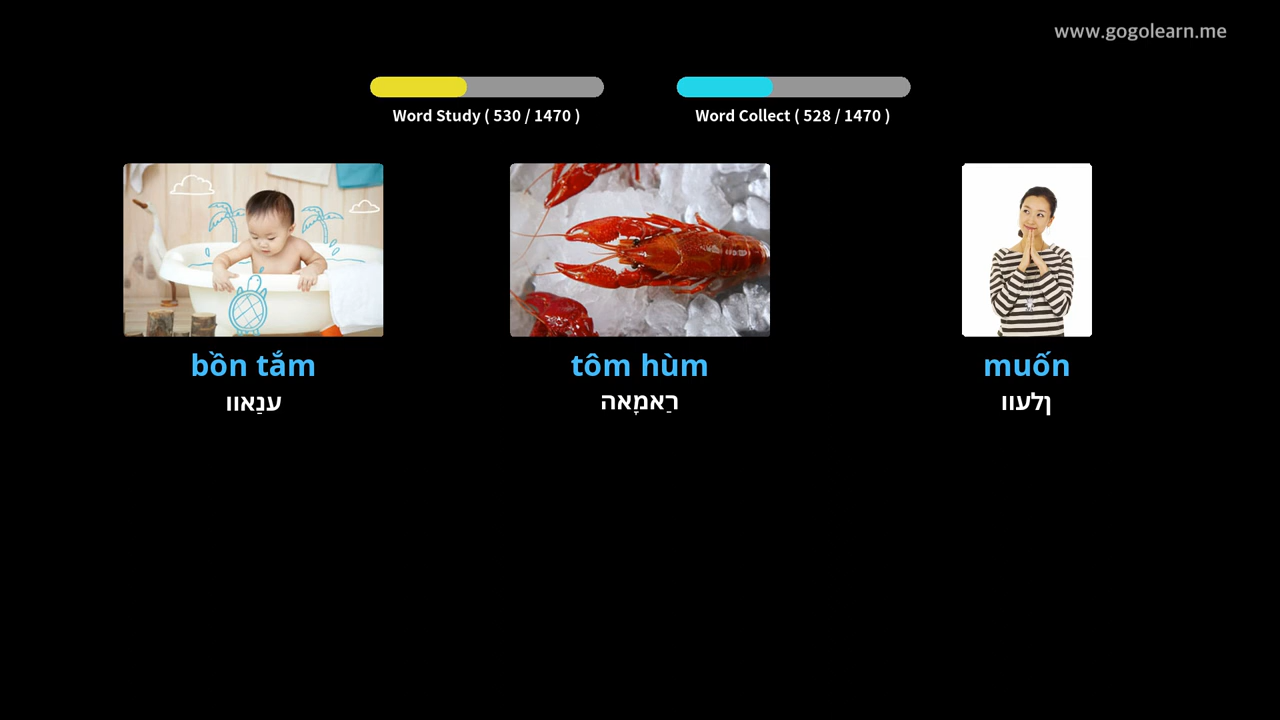 www.gogolearn.me
Word Study ( 530 / 1470 )
Word Collect ( 528 / 1470 )
bồn tắm
ענַאוו
tôm hùm
רַאמָאה
muốn
ןלעוו